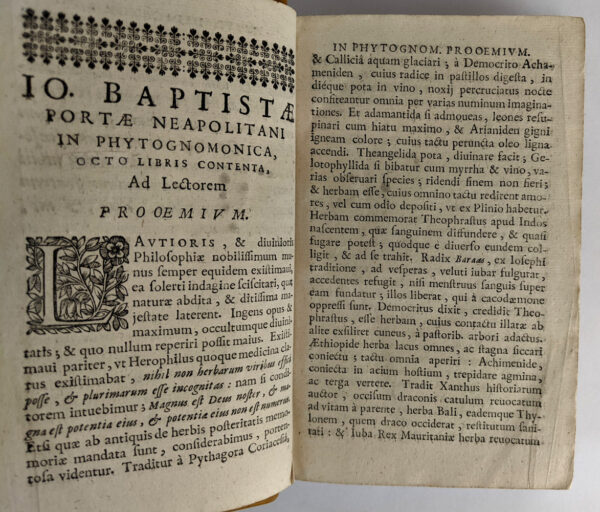 IO. BAPTISTÆ
PORTÆ NEAPOLITANI
IN PHYTOGNOMONICA,
OCTO LIBRIS CONTENTA,
Ad Lectorem
PROOEMIVM.
LAVTIORIS, & diuinioris
Philosophiæ nobilissimum mu-
nus semper equidem existimaui,
ea solerti indagine sciscitari, quæ
naturæ abdita, & ditissima ma-
jestate laterent. Ingens opus &
maximum, occultumque diuini-
tatis; & quo nullum reperiri possit maius. Existi-
maui pariter, vt Herophilus quoque medicinæ cla-
rus existimabat, nihil non herbarum viribus effici
posse, & plurimarum esse incognitas: nam si condi-
torem intuebimur; Magnus est Deus noster, & ma-
gna est potentia eius, & potentiæ eius non est numerus.
Etsi quæ ab antiquis de herbis posteritatis memo-
moriæ mandata sunt, considerabimus, porten-
tosa videntur. Traditur à Pythagora Coriacesia,
IN PHYTOGNOM. PROOEMIVM.
& Calliciâ aquam glaciari; à Democrito Acha-
meniden, cuius radice in pastillos digesta, in
diéque pota in vino, noxij percruciatus nocte
confiteantur omnia per varias numinum imagina-
tiones. Et adamantida si admoueas, leones resu-
pinari cum hiatu maximo, & Arianidem gigni
igneam colore; cuius tactu peruncta oleo ligna
accendi. Theangelida pota, diuinare facit; Ge-
lotophyllida si bibatur cum myrrha & vino, va-
rias obseruari species; ridendi finem non fieri;
& herbam esse, cuius omnino tactu redirent amo-
res, vel cum odio depositi, vt ex Plinio habetur.
Herbam commemorat Theophrastus apud Indos
nascentem, quæ sanguinem diffundere, & quasi
fugare potest; quodque è diuerso eundem col-
ligit, & ad se trahit. Radix Baraas, ex Iosephi
traditione, ad vesperas, veluti iubar fulgurat,
accedentes refugit, nisi menstruus sanguis super
eam fundatur; illos liberat, qui à cacodæmone
oppressi sunt. Democritus dixit, credidit Theo-
phrastus, esse herbam, cuius contactu illatæ ab
alite exsilirer cuneus, à pastorib. arbori adactus.
Æthiopide herba lacus omnes, ac stagna siccari
coniectu; tactu omnia aperiri: Achimenide,
coniecta in aciem hostium, trepidare agmina,
ac terga vertere. Tradit Xanthus historiarum
auctor, occisum draconis catulum reuocatum
ad vitam à parente, herba Bali, eademque Thy-
lonem, quem draco occiderat, restitutum sani-
tati: & Iuba Rex Mauritaniæ herba reuocatum